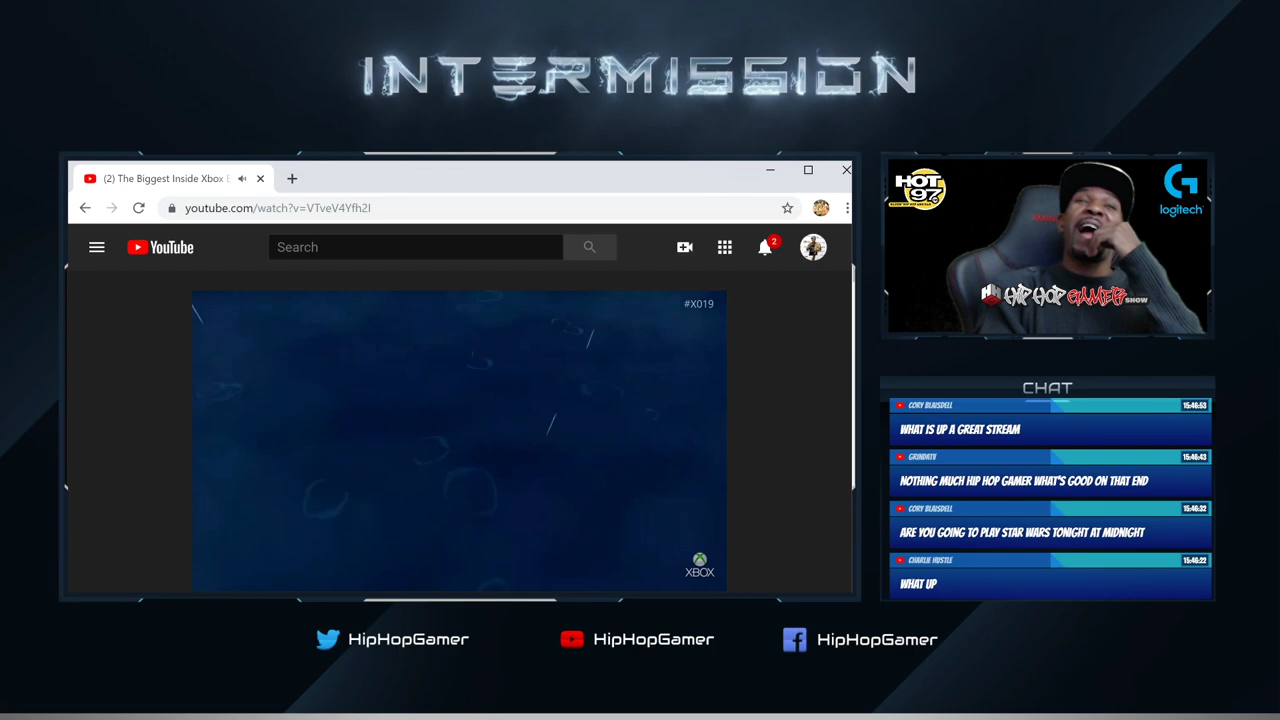 INTERMISSION
(2) The Biggest Inside Xbox E
youtube.com/watch?v=VTveV4Yfh2I
YouTube
Search
2
#X019
XBOX
HOT
97
logitech
HIP HOP GAMER SHOW
CHAT
CORY BLAISDELL 15:46:53
WHAT IS UP A GREAT STREAM
GRINDATV 15:46:43
NOTHING MUCH HIP HOP GAMER WHAT'S GOOD ON THAT END
CORY BLAISDELL 15:46:32
ARE YOU GOING TO PLAY STAR WARS TONIGHT AT MIDNIGHT
CHARLIE HUSTLE 15:46:22
WHAT UP
HipHopGamer
HipHopGamer
HipHopGamer